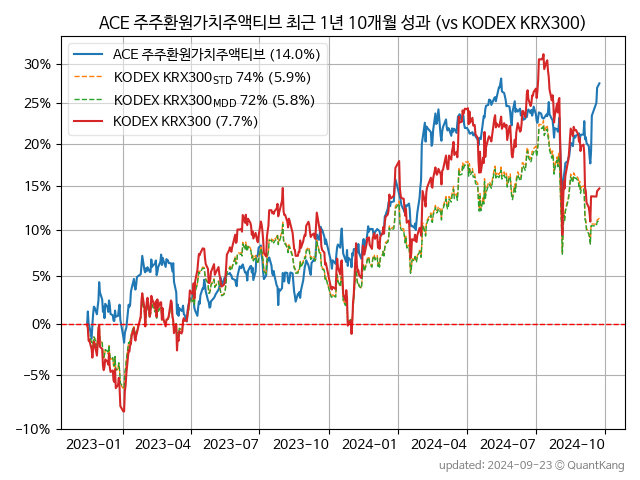 ACE 주주환원가치주액티브 최근 1년 10개월 성과 (vs KODEX KRX300)
ACE 주주환원가치주액티브 (14.0%)
KODEX KRX300STD 74% (5.9%)
KODEX KRX300MDD 72% (5.8%)
KODEX KRX300 (7.7%)
30%
25%
20%
15%
10%
5%
0%
−5%
−10%
2023−01 2023−04 2023−07 2023−10 2024−01 2024−04 2024−07 2024−10
updated: 2024−09−23 © QuantKang